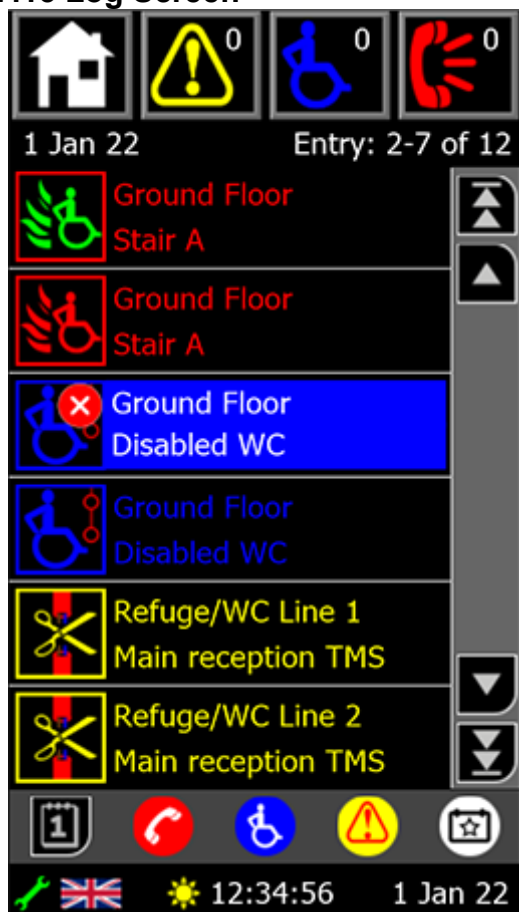 Log Screen
0 0 0
1 Jan 22 Entry: 2-7 of 12
Ground Floor
Stair A
Ground Floor
Stair A
Ground Floor
Disabled WC
Ground Floor
Disabled WC
Refuge/WC Line 1
Main reception TMS
Refuge/WC Line 2
Main reception TMS
1
12:34:56 1 Jan 22